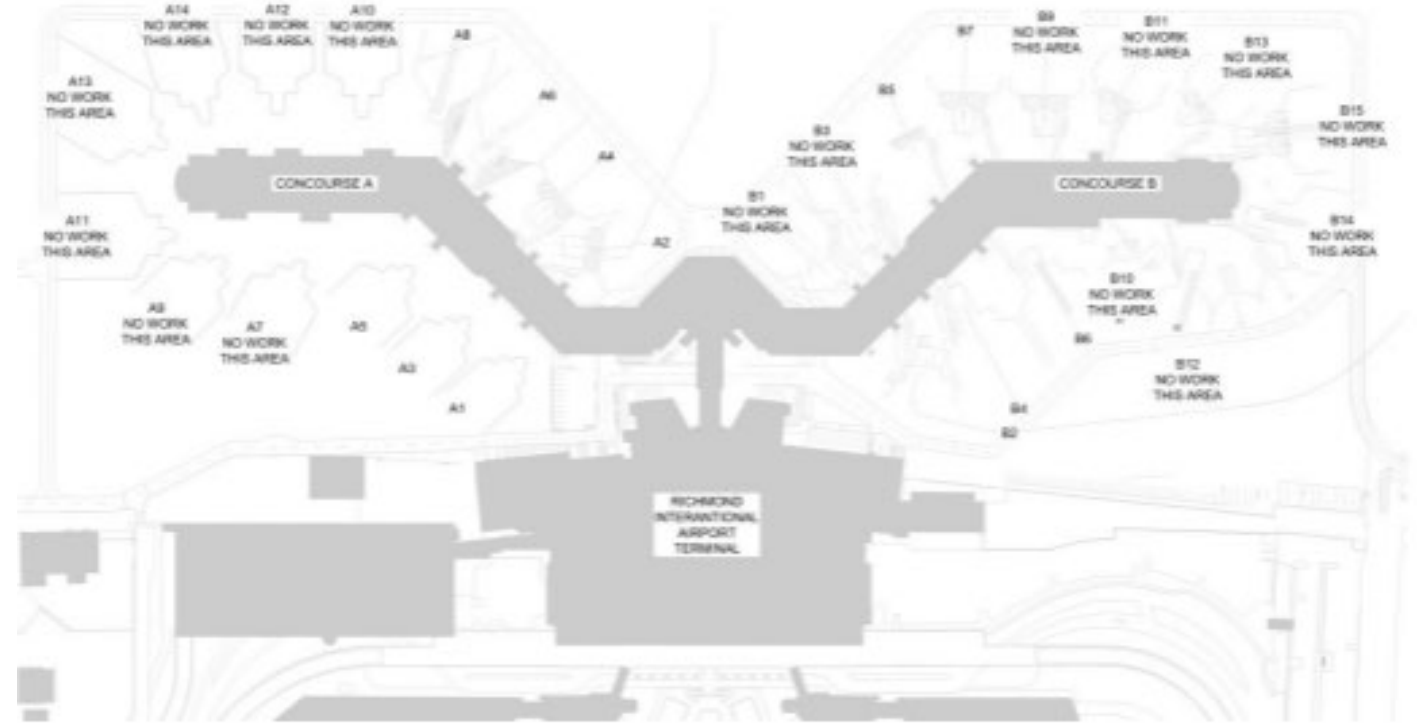 A14
NO WORK
THIS AREA
A12
NO WORK
THIS AREA
A10
NO WORK
THIS AREA
A8
B7
B9
NO WORK
THIS AREA
B11
NO WORK
THIS AREA
B13
NO WORK
THIS AREA
A13
NO WORK
THIS AREA
A6
B5
B15
NO WORK
THIS AREA
A4
B3
NO WORK
THIS AREA
CONCOURSE A
CONCOURSE B
B1
NO WORK
THIS AREA
A11
NO WORK
THIS AREA
A2
B14
NO WORK
THIS AREA
B10
NO WORK
THIS AREA
A9
NO WORK
THIS AREA
A7
NO WORK
THIS AREA
A5
B6
A3
B12
NO WORK
THIS AREA
A1
B4
B2
RICHMOND
INTERANTIONAL
AIRPORT
TERMINAL